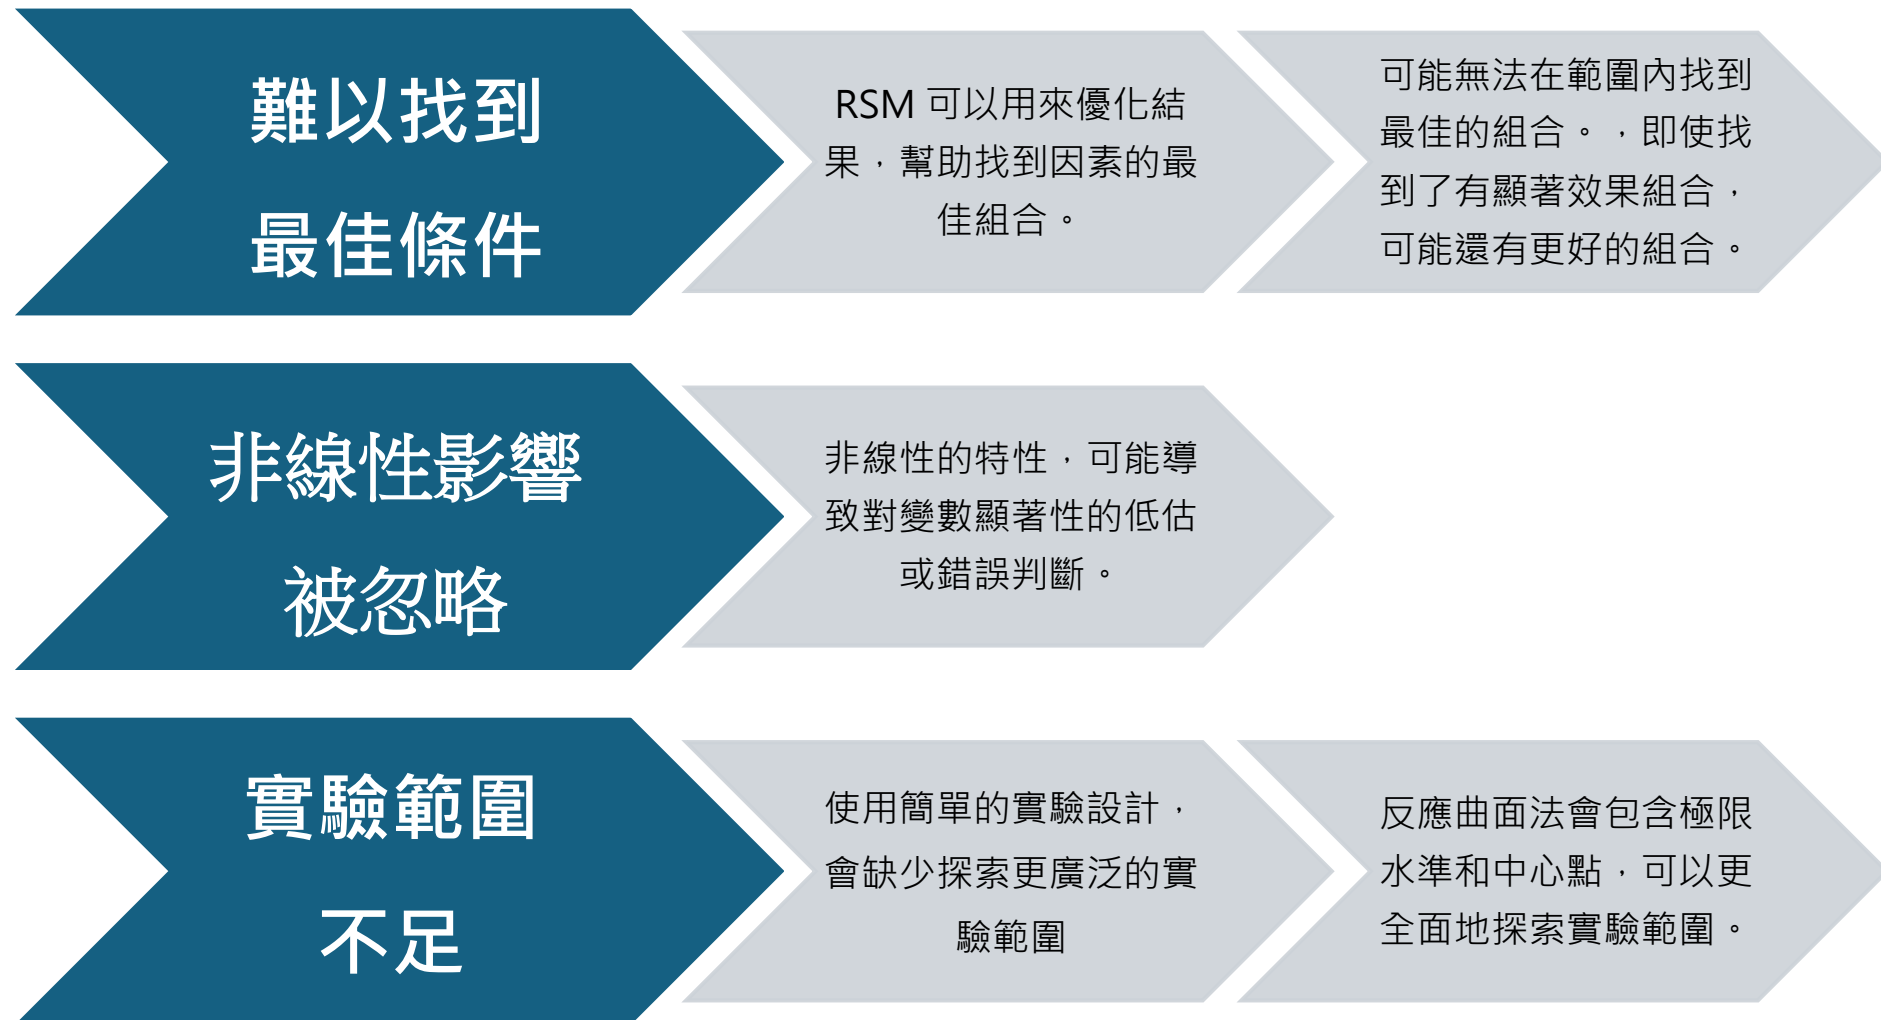 難以找到
最佳條件
RSM 可以用來優化結
果，幫助找到因素的最
佳組合。
可能無法在範圍內找到
最佳的組合。，即使找
到了有顯著效果組合，
可能還有更好的組合。
非線性影響
被忽略
非線性的特性，可能導
致對變數顯著性的低估
或錯誤判斷。
實驗範圍
不足
使用簡單的實驗設計，
會缺少探索更廣泛的實
驗範圍
反應曲面法會包含極限
水準和中心點，可以更
全面地探索實驗範圍。